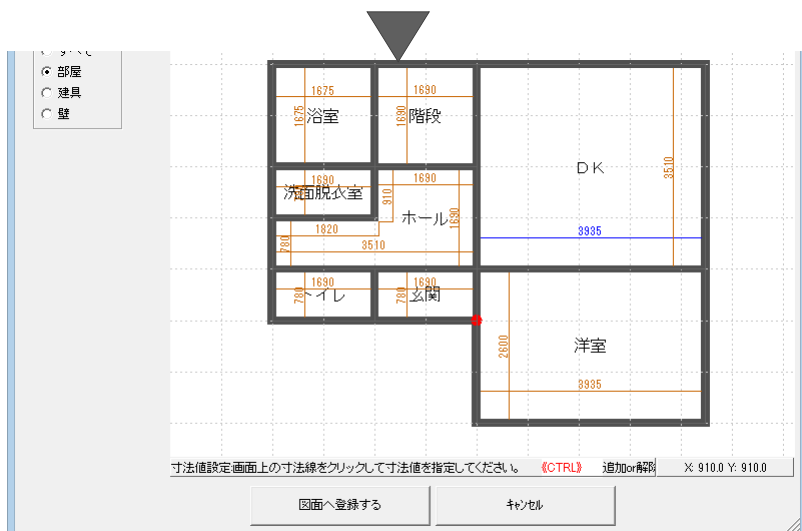 部屋
建具
壁
1675
1675
浴室
1690
1690
階段
DK
3510
1690
洗面脱衣室
1690
910
ホール
1690
1820
780
3510
3935
1690
780
トイレ
1690
780
玄関
2600
洋室
3935
寸法値設定:画面上の寸法線をクリックして寸法値を指定してください。 《CTRL》 追加or解除 X: 910.0 Y: 910.0
図面へ登録する
キャンセル